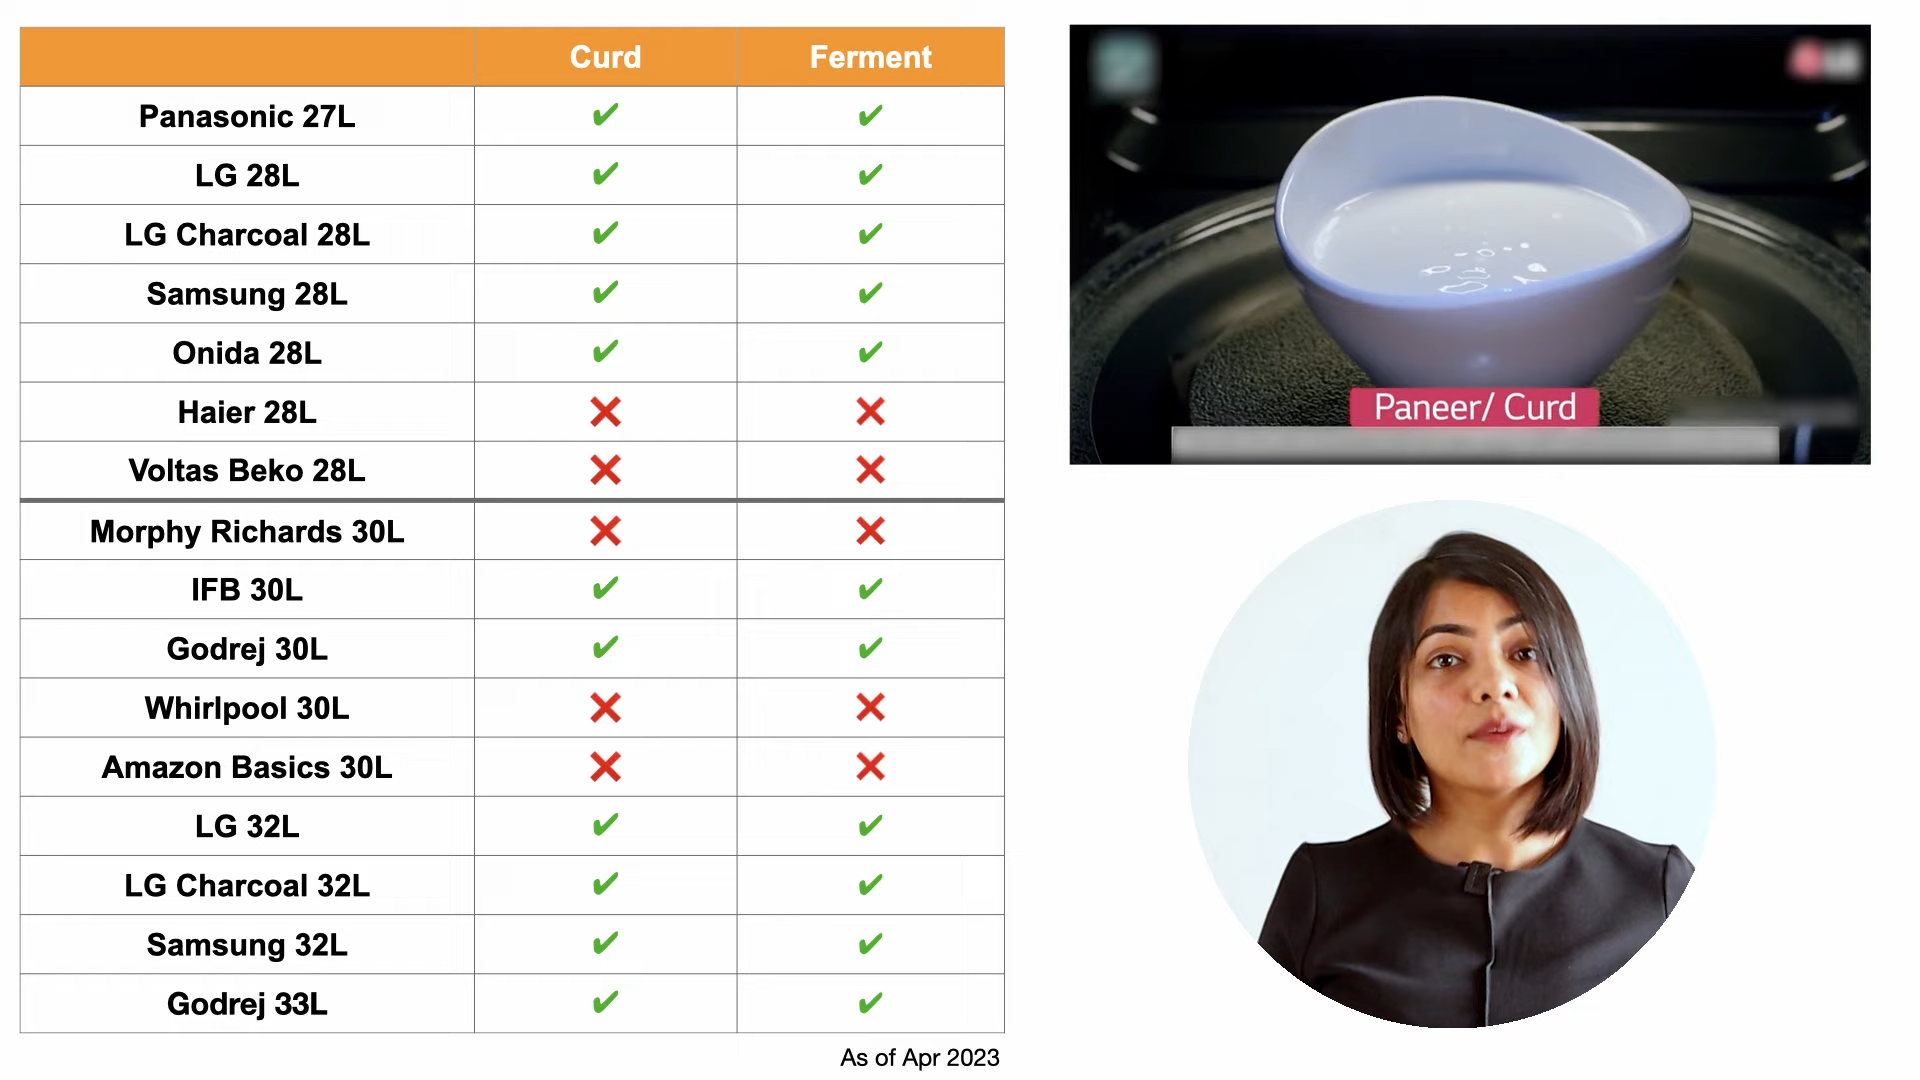 Curd Ferment
Panasonic 27L ✔ ✔
LG 28L ✔ ✔
LG Charcoal 28L ✔ ✔
Samsung 28L ✔ ✔
Onida 28L ✔ ✔
Haier 28L ❌ ❌
Voltas Beko 28L ❌ ❌
Morphy Richards 30L ❌ ❌
IFB 30L ✔ ✔
Godrej 30L ✔ ✔
Whirlpool 30L ❌ ❌
Amazon Basics 30L ❌ ❌
LG 32L ✔ ✔
LG Charcoal 32L ✔ ✔
Samsung 32L ✔ ✔
Godrej 33L ✔ ✔
As of Apr 2023
Paneer/ Curd